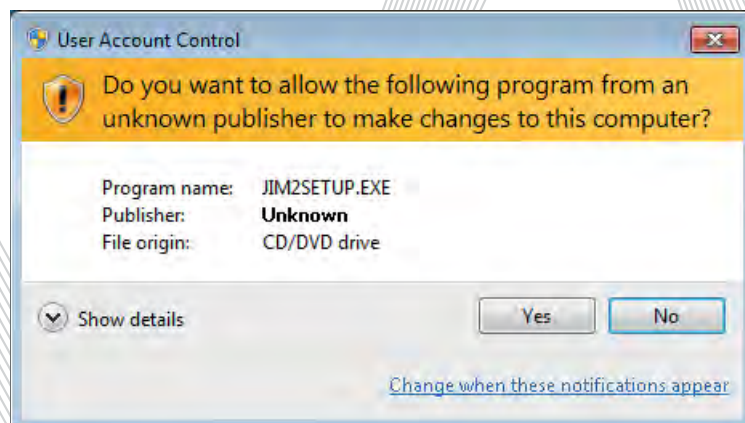 User Account Control
Do you want to allow the following program from an
unknown publisher to make changes to this computer?
Program name: JIM2SETUP.EXE
Publisher: Unknown
File origin: CD/DVD drive
Show details
Yes No
Change when these notifications appear